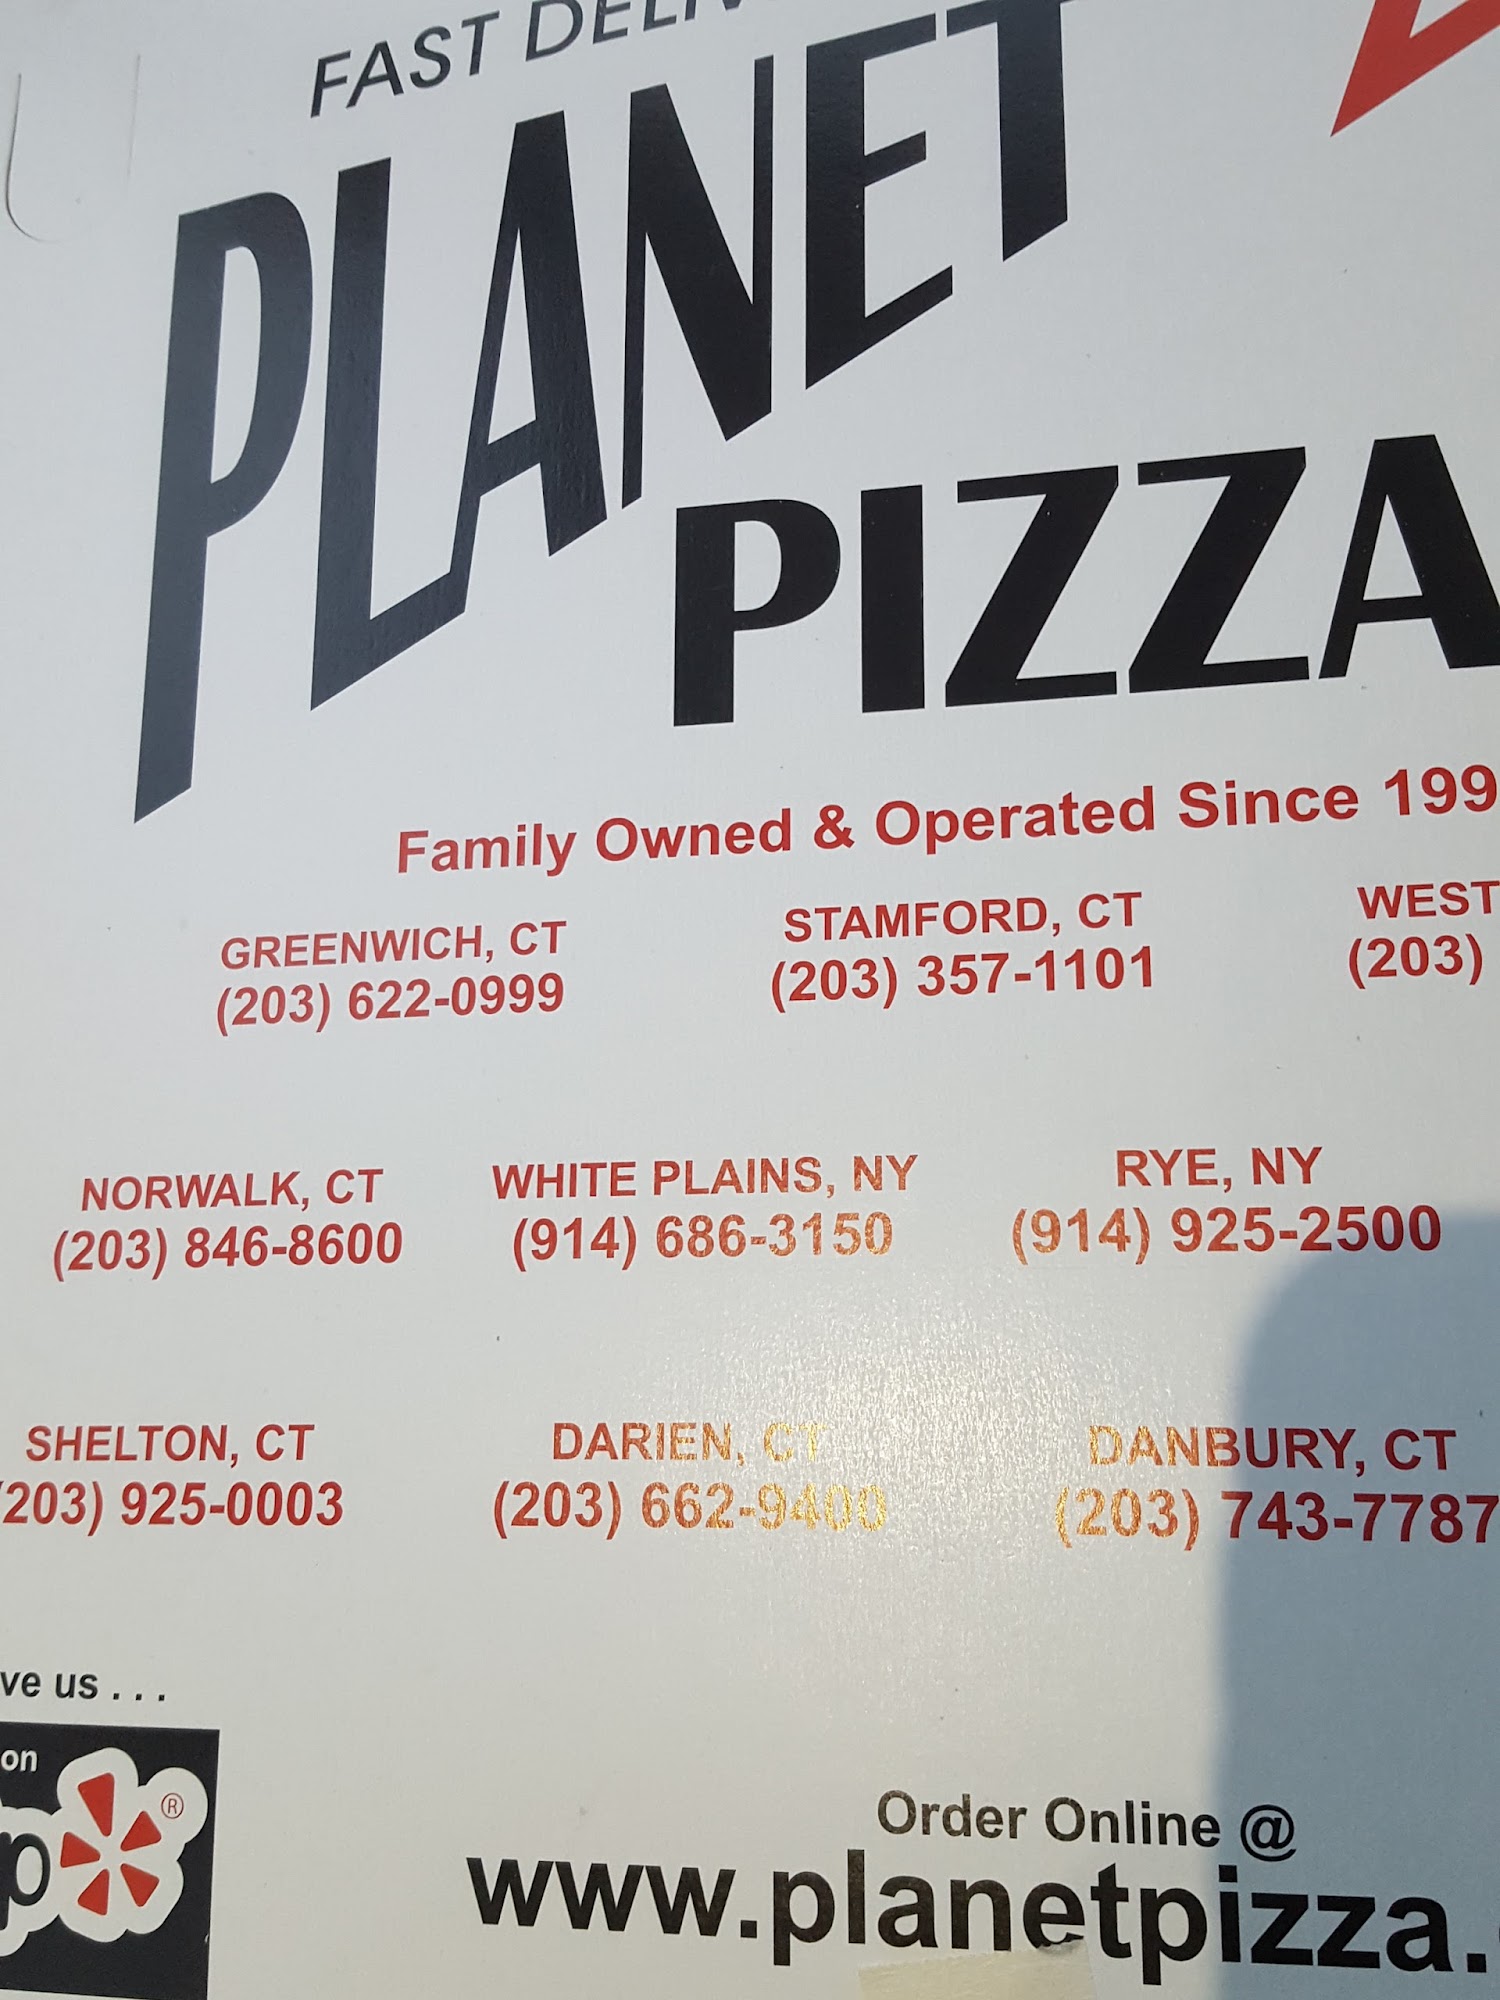 FAST
PLANET
PIZZA
Family Owned & Operated Since 199
GREENWICH, CT
(203) 622-0999
STAMFORD, CT
(203) 357-1101
WEST
(203)
NORWALK, CT
(203) 846-8600
WHITE PLAINS, NY
(914) 686-3150
RYE, NY
(914) 925-2500
SHELTON, CT
(203) 925-0003
DARIEN, CT
(203) 662-9400
DANBURY, CT
(203) 743-7787
ve us . . .
on
p
®
Order Online @
www.planetpizza.